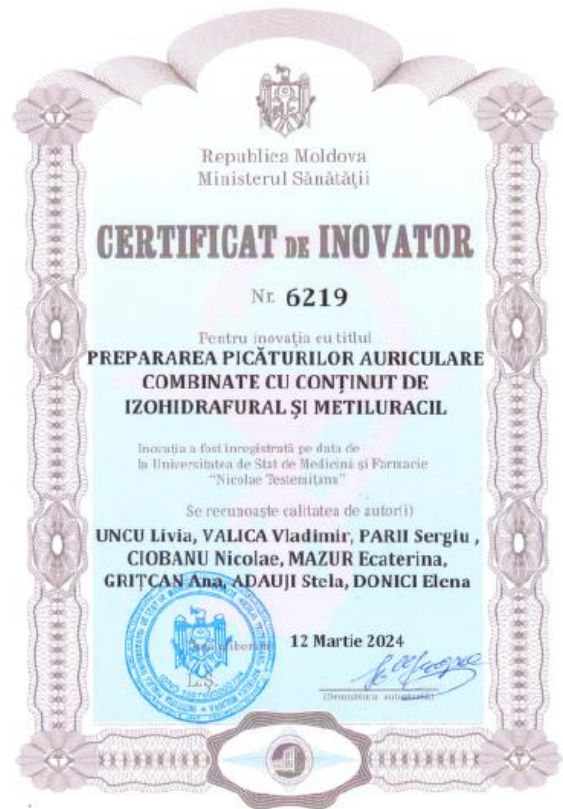 Republica Moldova
Ministerul Sănătății
CERTIFICAT DE INOVATOR
Nr. 6219
Pentru inovația cu titlul
PREPARAREA PICĂTURILOR AURICULARE
COMBINATE CU CONȚINUT DE
IZOHIDRAFURAL ȘI METILURACIL
Inovația a fost înregistrată pe data de
la Universitatea de Stat de Medicină și Farmacie
"Nicolae Testemițanu"
Se recunoaște calitatea de autor(i)
UNCU Livia, VALICA Vladimir, PARII Sergiu ,
CIOBANU Nicolae, MAZUR Ecaterina,
GRIȚCAN Ana, ADAUJI Stela, DONICI Elena
12 Martie 2024
L.Ș.
(Semnătura autorizată)